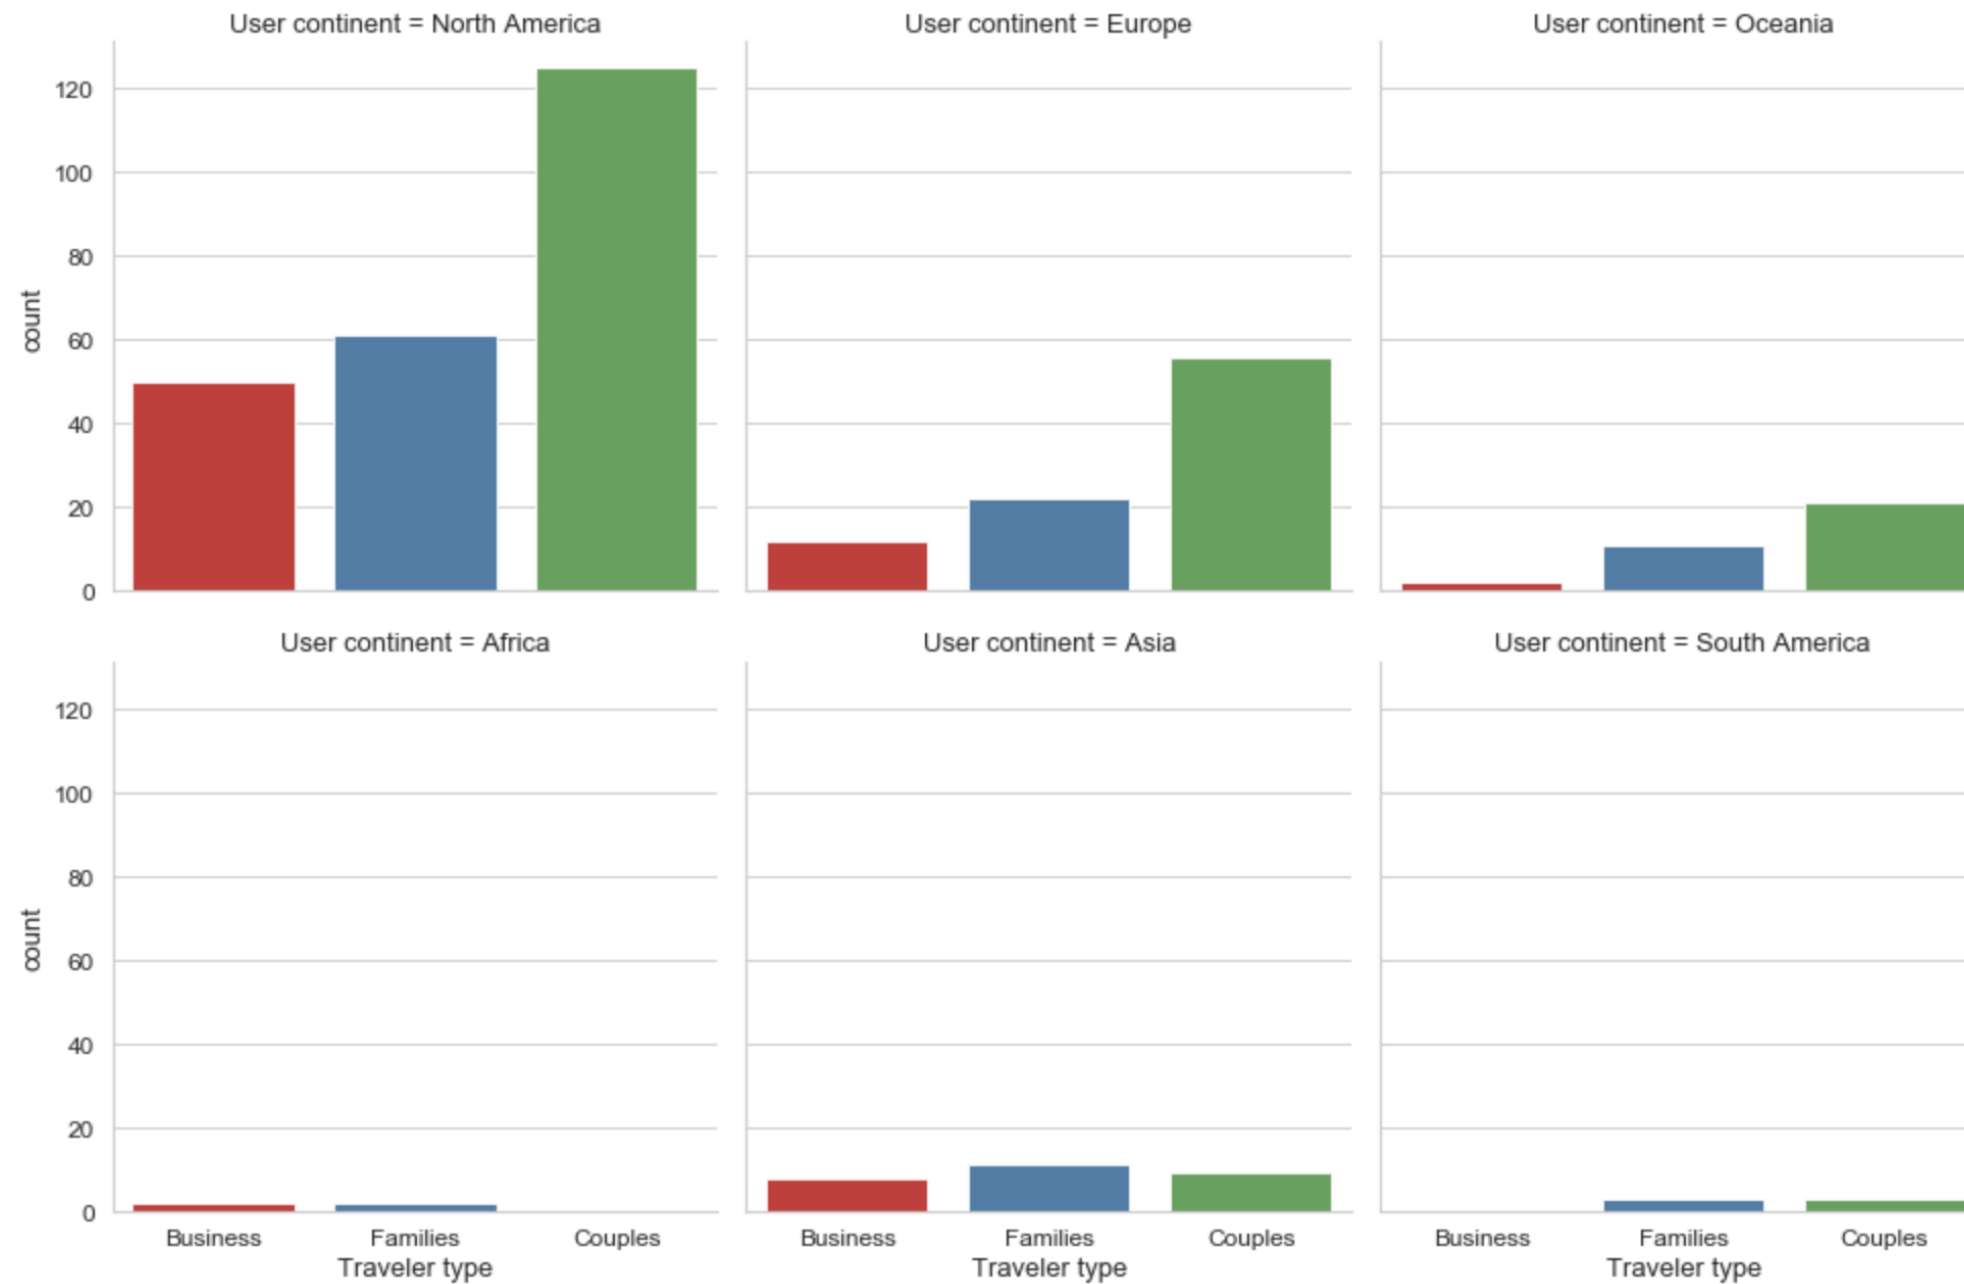 User continent = North America
User continent = Europe
User continent = Oceania
count
120
100
80
60
40
20
0
User continent = Africa
User continent = Asia
User continent = South America
count
120
100
80
60
40
20
0
Business Families Couples
Traveler type
Business Families Couples
Traveler type
Business Families Couples
Traveler type